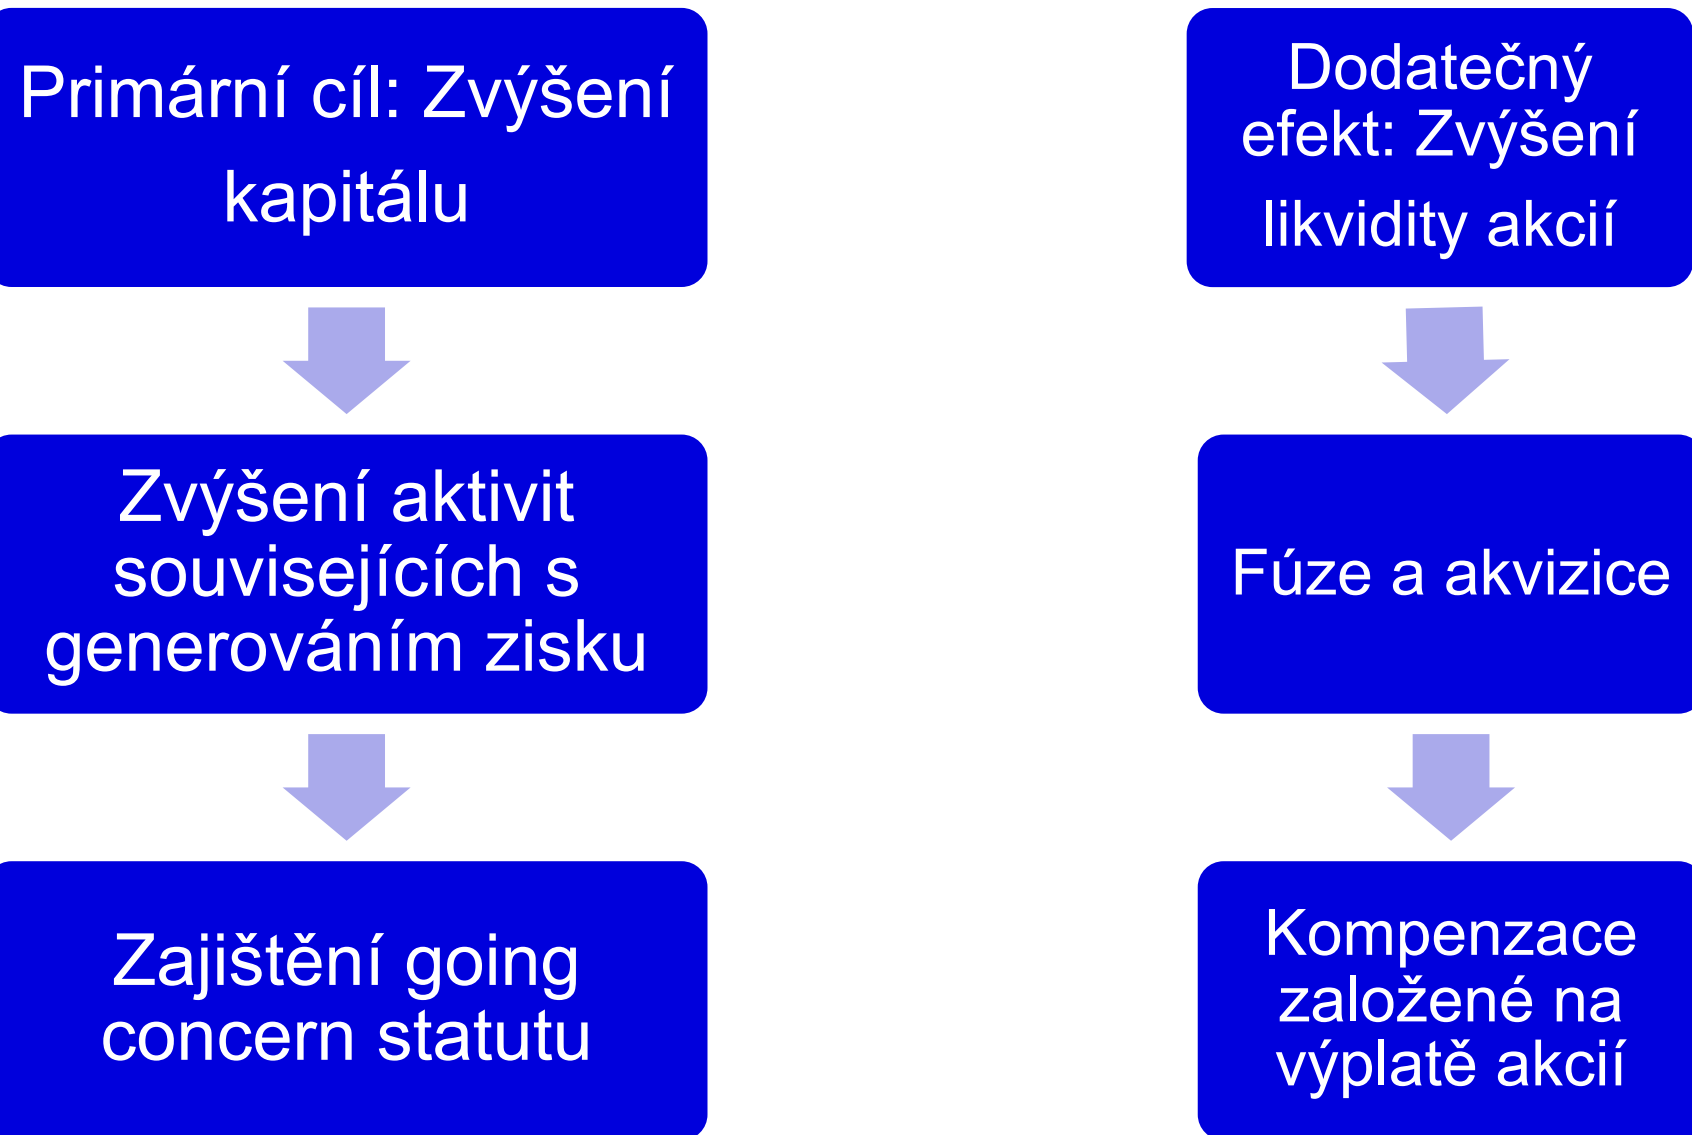 Primární cíl: Zvýšení
kapitálu
Zvýšení aktivit
souvisejících s
generováním zisku
Zajištění going
concern statutu
Dodatečný
efekt: Zvýšení
likvidity akcií
Fúze a akvizice
Kompenzace
založené na
výplatě akcií